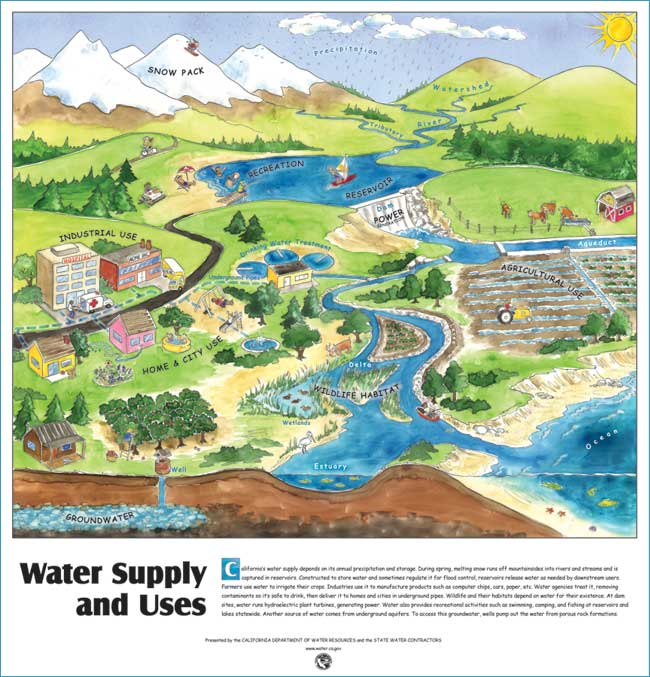 Precipitation
SNOW PACK
Watershed
River
Tributary
RECREATION
RESERVOIR
Dam
POWER
INDUSTRIAL USE
HOSPITAL
Aqueduct
Drinking Water Treatment
AGRICULTURAL USE
Underground Pipes
HOME & CITY USE
Delta
WILDLIFE HABITAT
Wetlands
Ocean
Estuary
Well
GROUNDWATER
Water Supply
and Uses
California's water supply depends on its annual precipitation and storage. During spring, melting snow runs off mountainsides into rivers and streams and is
captured in reservoirs. Constructed to store water and sometimes regulate it for flood control, reservoirs release water as needed by downstream users.
Farmers use water to irrigate their crops. Industries use it to manufacture products such as computer chips, cars, paper, etc. Water agencies treat it, removing
contaminants so its safe to drink, then deliver it to homes and cities in underground pipes. Wildlife and their habitats depend on water for their existence. At dam
sites, water runs hydroelectric plant turbines, generating power. Water also provides recreational activities such as swimming, camping, and fishing at reservoirs and
lakes statewide. Another source of water comes from underground aquifers. To access this groundwater, wells pump out the water from porous rock formations.
Presented by the CALIFORNIA DEPARTMENT OF WATER RESOURCES and the STATE WATER CONTRACTORS
www.water.ca.gov